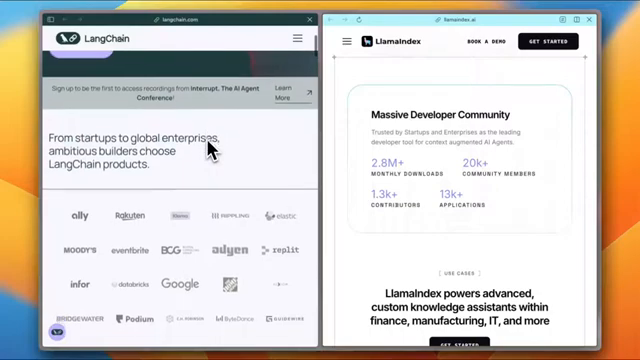 langchain.com
LangChain
Sign up to be the first to access recordings from Interrupt, The AI Agent
Conference!
Learn
More
From startups to global enterprises,
ambitious builders choose
LangChain products.
ally
Rakuten
Klarna
RIPPLING
elastic
MOODY'S
eventbrite
BCG
adyen
replit
infor
databricks
Google
BRIDGEWATER
Podium
ByteDance
GUIDEWIRE
llamaindex.ai
LlamaIndex
BOOK A DEMO
GET STARTED
Massive Developer Community
Trusted by Startups and Enterprises as the leading
developer tool for context augmented AI Agents.
2.8M+
MONTHLY DOWNLOADS
20k+
COMMUNITY MEMBERS
1.3k+
CONTRIBUTORS
13k+
APPLICATIONS
[ USE CASES ]
LlamaIndex powers advanced,
custom knowledge assistants within
finance, manufacturing, IT, and more
GET STARTED